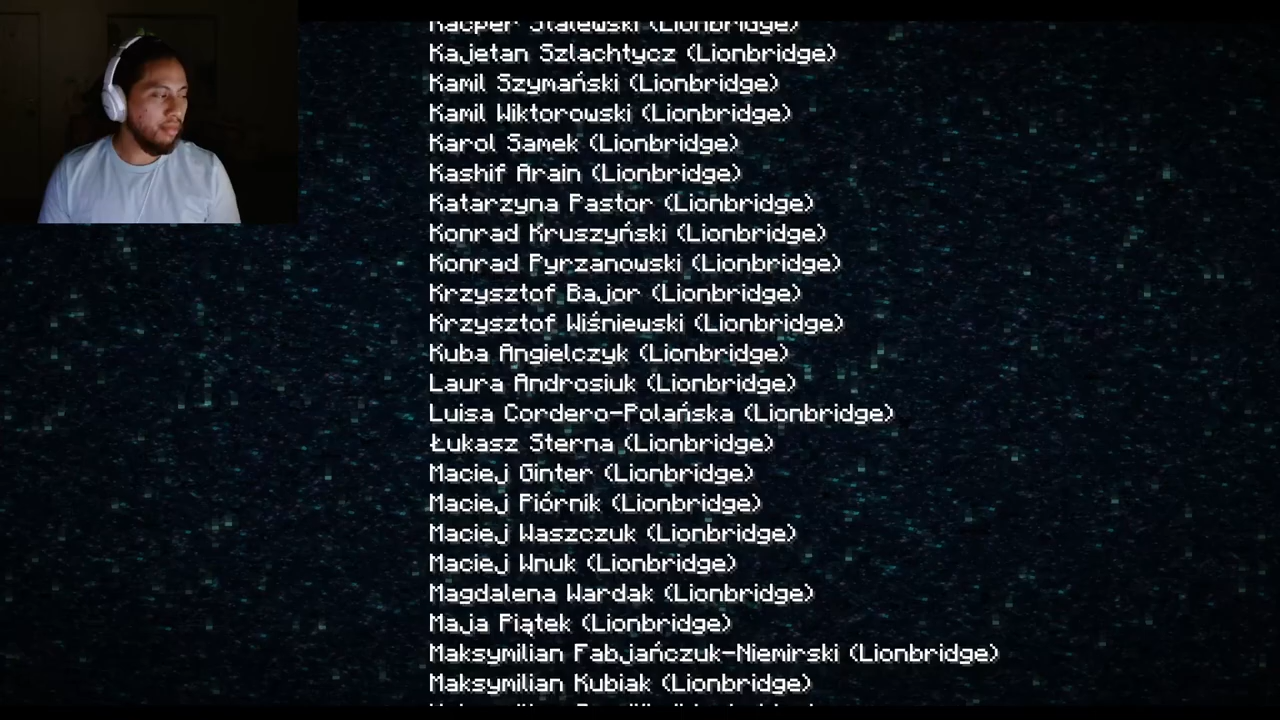 Kacper Stalewski (Lionbridge)
Kajetan Szlachtycz (Lionbridge)
Kamil Szymański (Lionbridge)
Kamil Wiktorowski (Lionbridge)
Karol Samek (Lionbridge)
Kashif Arain (Lionbridge)
Katarzyna Pastor (Lionbridge)
Konrad Kruszyński (Lionbridge)
Konrad Pyrzanowski (Lionbridge)
Krzysztof Bajor (Lionbridge)
Krzysztof Wiśniewski (Lionbridge)
Kuba Angielczyk (Lionbridge)
Laura Androsiuk (Lionbridge)
Luisa Cordero-Polańska (Lionbridge)
Łukasz Sterna (Lionbridge)
Maciej Ginter (Lionbridge)
Maciej Piórnik (Lionbridge)
Maciej Waszczuk (Lionbridge)
Maciej Wnuk (Lionbridge)
Magdalena Wardak (Lionbridge)
Maja Piątek (Lionbridge)
Maksymilian Fabjańczuk-Niemirski (Lionbridge)
Maksymilian Kubiak (Lionbridge)